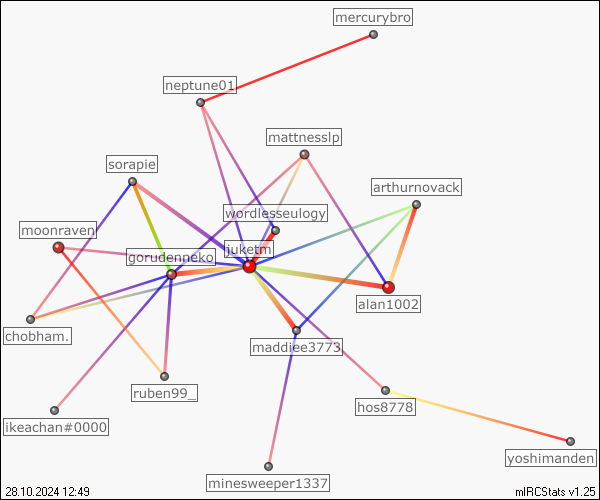 mercurybro
neptune01
mattnesslp
sorapie
arthurnovack
wordlesseulogy
moonraven
juketm
gorudenneko
alan1002
chobham.
maddiee3773
ruben99_
hos8778
ikeachan#0000
yoshimanden
minesweeper1337
28.10.2024 12:49
mIRCStats v1.25